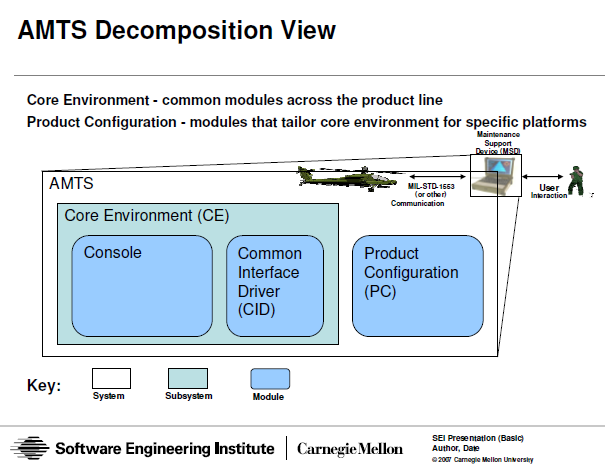 AMTS Decomposition View
Core Environment - common modules across the product line
Product Configuration - modules that tailor core environment for specific platforms
Maintenance
Support
Device (MSD)
AMTS
MIL-STD-1553
(or other)
Communication
User
Interaction
Core Environment (CE)
Console
Common
Interface
Driver
(CID)
Product
Configuration
(PC)
Key:
System
Subsystem
Module
Software Engineering Institute
Carnegie Mellon
SEI Presentation (Basic)
Author, Date
© 2007 Carnegie Mellon University